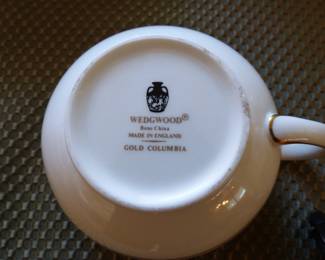 WEDGWOOD®
Bone China
MADE IN ENGLAND
GOLD COLUMBIA